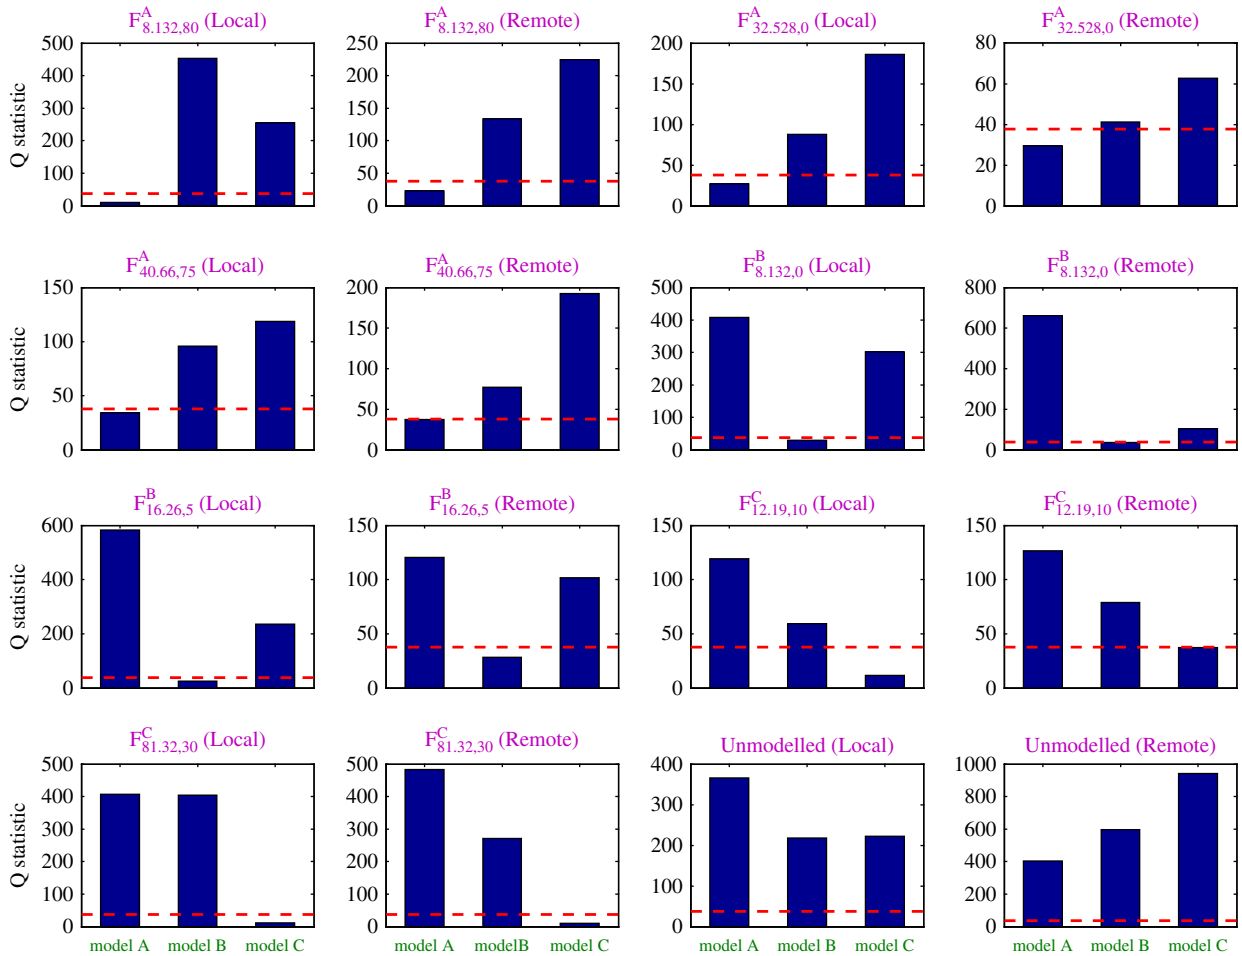 F^A_8.132,80 (Local) F^A_8.132,80 (Remote) F^A_32.528,0 (Local) F^A_32.528,0 (Remote)
500 250 200 80
400 200 150 60
300 150 100 40
200 100 50 20
100 50 0 0
0 0
Q statistic
F^A_40.66,75 (Local) F^A_40.66,75 (Remote) F^B_8.132,0 (Local) F^B_8.132,0 (Remote)
150 200 500 800
100 150 400 600
50 100 300 400
0 50 200 200
0 100 0
0
Q statistic
F^B_16.26,5 (Local) F^B_16.26,5 (Remote) F^C_12.19,10 (Local) F^C_12.19,10 (Remote)
600 150 150 150
400 100 100 100
200 50 50 50
0 0 0 0
Q statistic
F^C_81.32,30 (Local) F^C_81.32,30 (Remote) Unmodelled (Local) Unmodelled (Remote)
500 500 400 1000
400 400 300 800
300 300 200 600
200 200 100 400
100 100 0 200
0 0 0
Q statistic
model A model B model C model A modelB model C model A model B model C model A model B model C